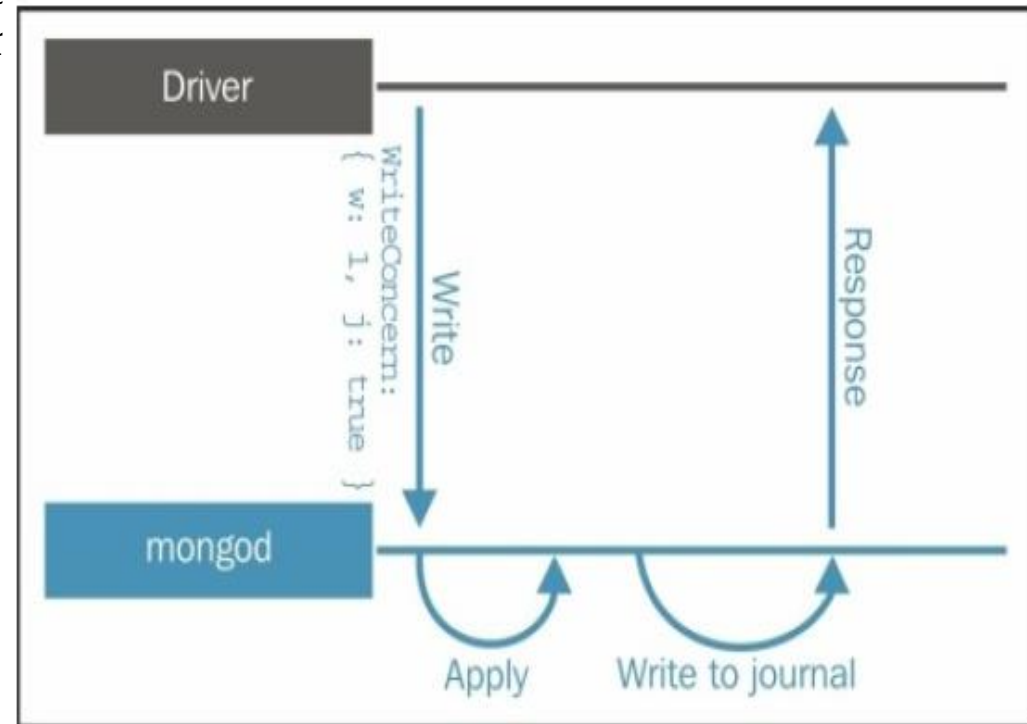 Driver
WriteConcern:
{ w: 1, j: true }
Write
Response
mongod
Apply
Write to journal